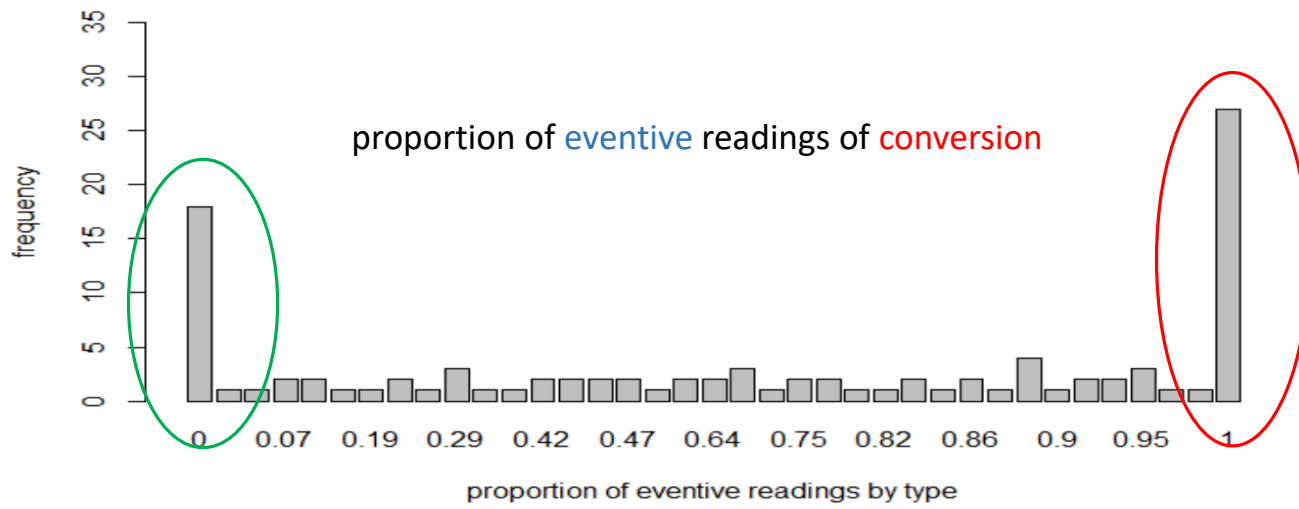 35
30
25
20
15
10
5
0
frequency
proportion of eventive readings of conversion
0 0.07 0.19 0.29 0.42 0.47 0.64 0.75 0.82 0.86 0.9 0.95 1
proportion of eventive readings by type